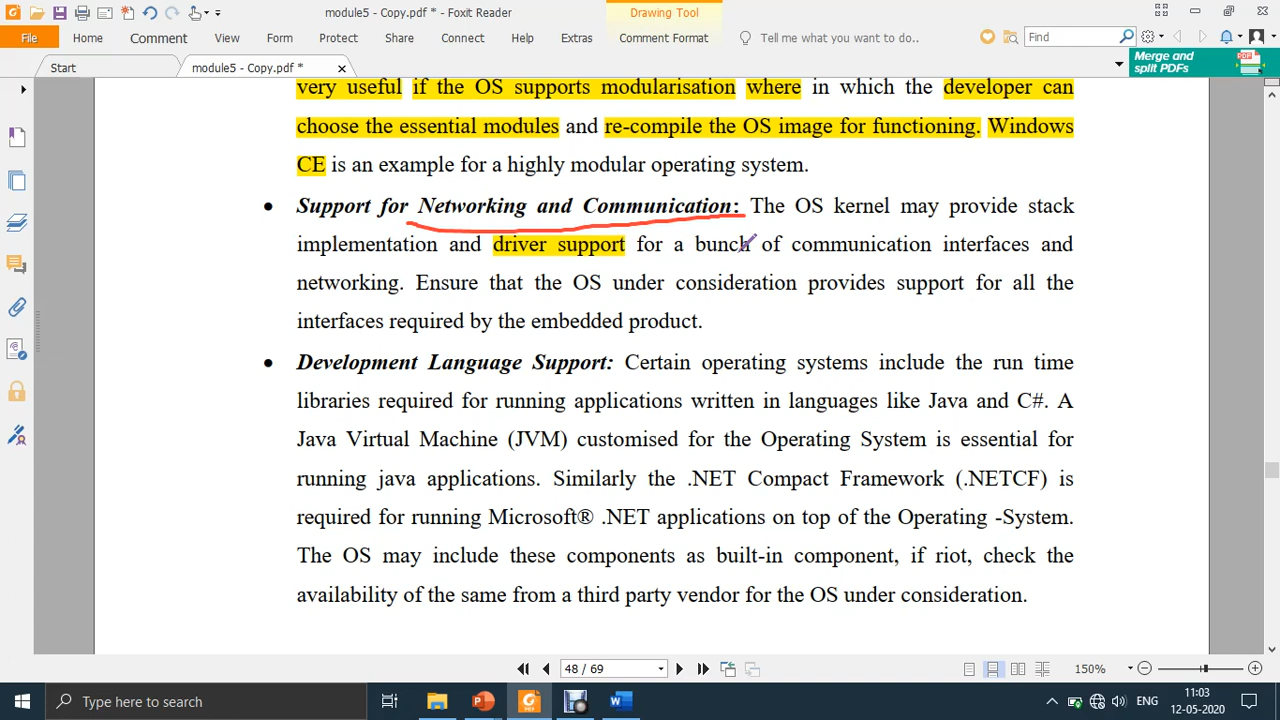 module5 - Copy.pdf * - Foxit Reader
Drawing Tool
File Home Comment View Form Protect Share Connect Help Extras Comment Format Tell me what you want to do... Find
Start module5 - Copy.pdf * Merge and
split PDFs
very useful if the OS supports modularisation where in which the developer can
choose the essential modules and re-compile the OS image for functioning. Windows
CE is an example for a highly modular operating system.
• Support for Networking and Communication: The OS kernel may provide stack
implementation and driver support for a bunch of communication interfaces and
networking. Ensure that the OS under consideration provides support for all the
interfaces required by the embedded product.
• Development Language Support: Certain operating systems include the run time
libraries required for running applications written in languages like Java and C#. A
Java Virtual Machine (JVM) customised for the Operating System is essential for
running java applications. Similarly the .NET Compact Framework (.NETCF) is
required for running Microsoft® .NET applications on top of the Operating -System.
The OS may include these components as built-in component, if riot, check the
availability of the same from a third party vendor for the OS under consideration.
48 / 69 150%
Type here to search ENG 11:03
12-05-2020